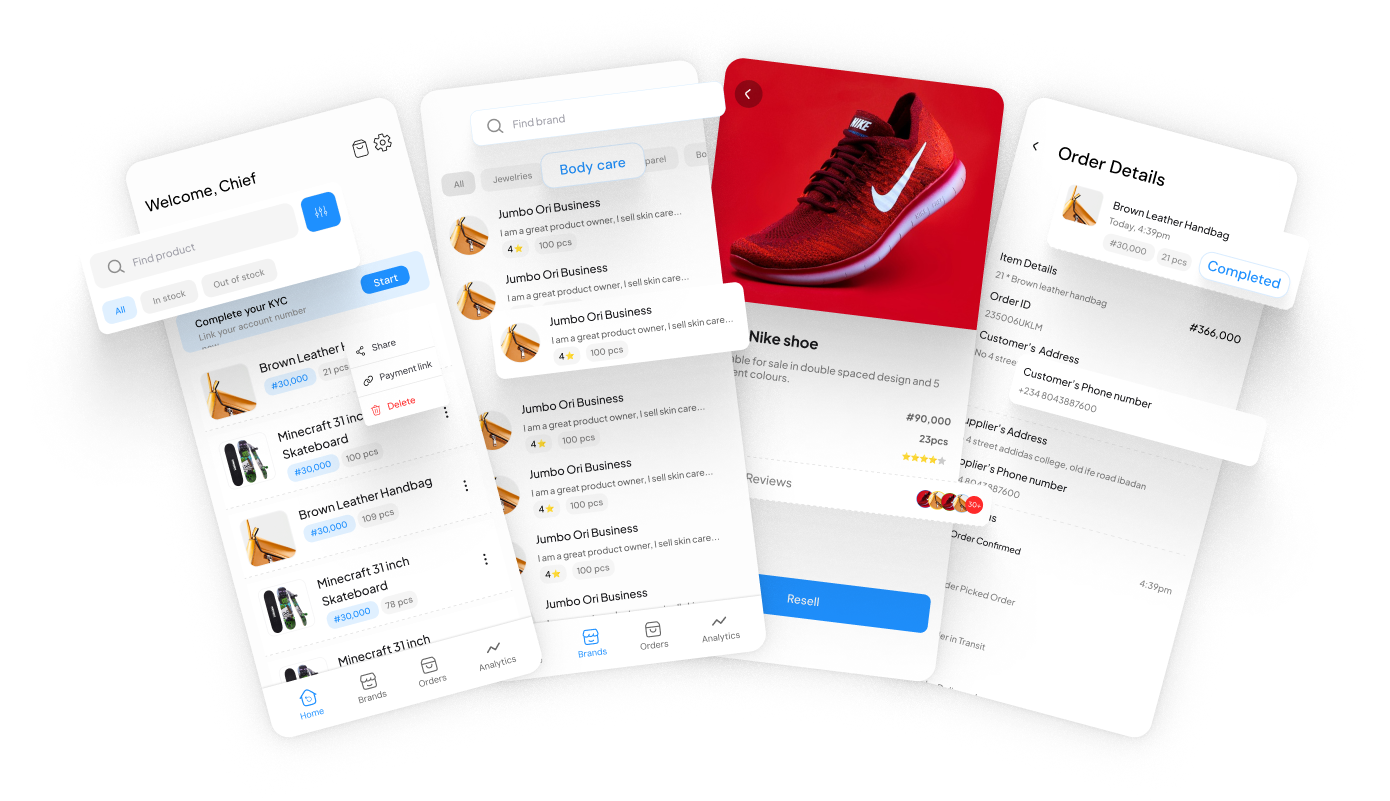 Welcome, Chief
Find product
All
In stock
Out of stock
Complete your KYC
Link your account number
Start
Brown Leather
#30,000
21 pcs
Share
Payment link
Delete
Minecraft 31 inc
Skateboard
#30,000
100 pcs
Brown Leather Handbag
#30,000
109 pcs
Minecraft 31 inch
Skateboard
#30,000
78 pcs
Minecraft 31 inch
Home
Brands
Orders
Analytics
Find brand
All
Jewelries
Body care
parel
Bo
Jumbo Ori Business
I am a great product owner, I sell skin care...
4
100 pcs
Jumbo Ori Business
I am a great product owner, I sell skin care...
Jumbo Ori Business
I am a great product owner, I sell skin care...
4
100 pcs
Jumbo Ori Business
I am a great product owner, I sell skin care...
4
100 pcs
Jumbo Ori Business
I am a great product owner, I sell skin care...
4
100 pcs
Jumbo Ori Business
I am a great product owner, I sell skin care...
4
100 pcs
Jumbo Ori Business
Brands
Orders
Analytics
NIKE
Nike shoe
able for sale in double spaced design and 5
ent colours.
#90,000
23pcs
Reviews
30+
Resell
Order Details
Brown Leather Handbag
Today, 4:39pm
#30,000
21 pcs
Completed
Item Details
21 * Brown leather handbag
#366,000
Order ID
235006UKLM
Customer's Address
No 4 stree
Customer's Phone number
+234 8043887600
upplier's Address
4 street addidas college, old ife road ibadan
pplier's Phone number
48043887600
us
Order Confirmed
4:39pm
der Picked Order
er in Transit